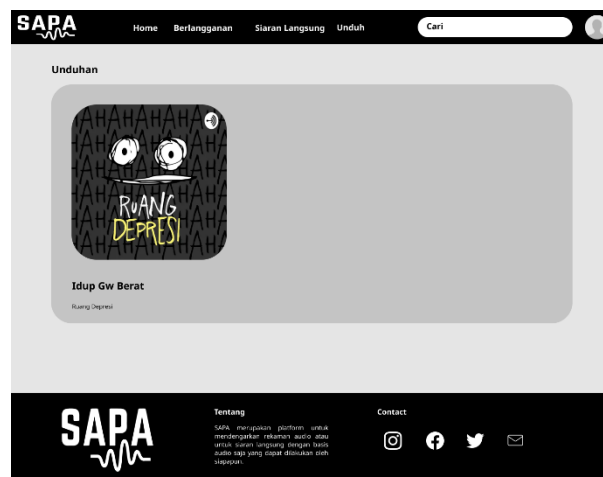 SAPA
Home Berlangganan Siaran Langsung Unduh Cari
Unduhan
HAHAHAHAHAH
RUANG
DEPRESI
Idup Gw Berat
Ruang Depresi
SAPA
Tentang
SAPA merupakan platform untuk
mendengarkan rekaman audio atau
untuk siaran langsung dengan basis
audio saja yang dapat dilakukan oleh
siapapun.
Contact